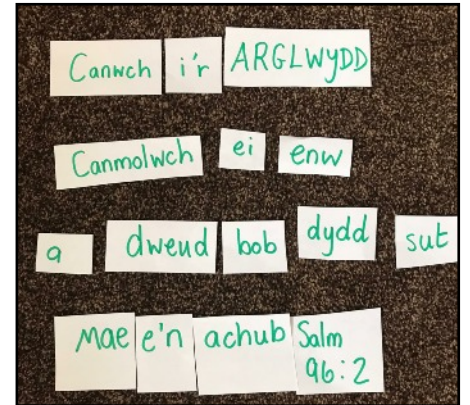 Canwch i'r ARGLWYDD
Canmolwch ei enw
a dweud bob dydd sut
Mae e'n achub Salm
96:2